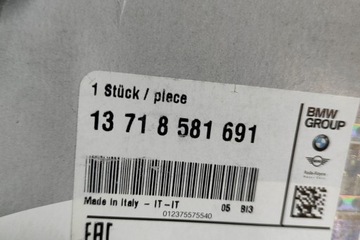 1 Stück / piece
13 71 8 581 691
BMW
GROUP
Made in Italy - IT-IT
05 9/3
012375575540
EAC